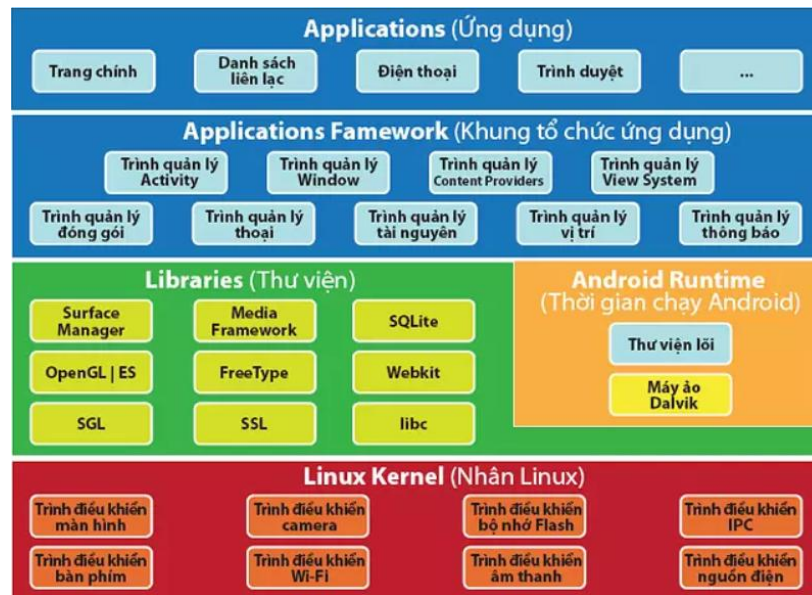 Applications (Ứng dụng)
Trang chính
Danh sách
liên lạc
Điện thoại
Trình duyệt
...
Applications Famework (Khung tổ chức ứng dụng)
Trình quản lý
Activity
Trình quản lý
Window
Trình quản lý
Content Providers
Trình quản lý
View System
Trình quản lý
đóng gói
Trình quản lý
thoại
Trình quản lý
tài nguyên
Trình quản lý
vị trí
Trình quản lý
thông báo
Libraries (Thư viện)
Surface
Manager
Media
Framework
SQLite
OpenGL | ES
FreeType
Webkit
SGL
SSL
libc
Android Runtime
(Thời gian chạy Android)
Thư viện lõi
Máy ảo
Dalvik
Linux Kernel (Nhân Linux)
Trình điều khiển
màn hình
Trình điều khiển
camera
Trình điều khiển
bộ nhớ Flash
Trình điều khiển
IPC
Trình điều khiển
bàn phím
Trình điều khiển
Wi-Fi
Trình điều khiển
âm thanh
Trình điều khiển
nguồn điện